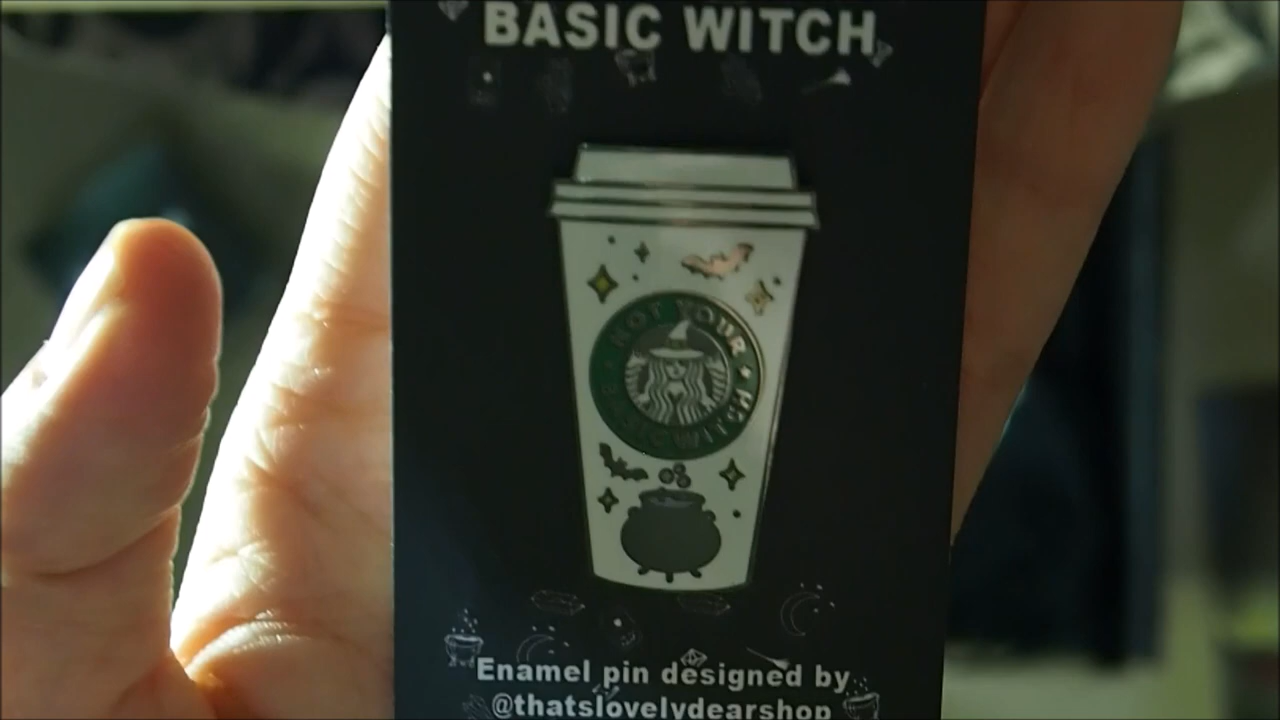 BASIC WITCH
NOT YOUR
BASIC WITCH
Enamel pin designed by
@thatslovelydearshop